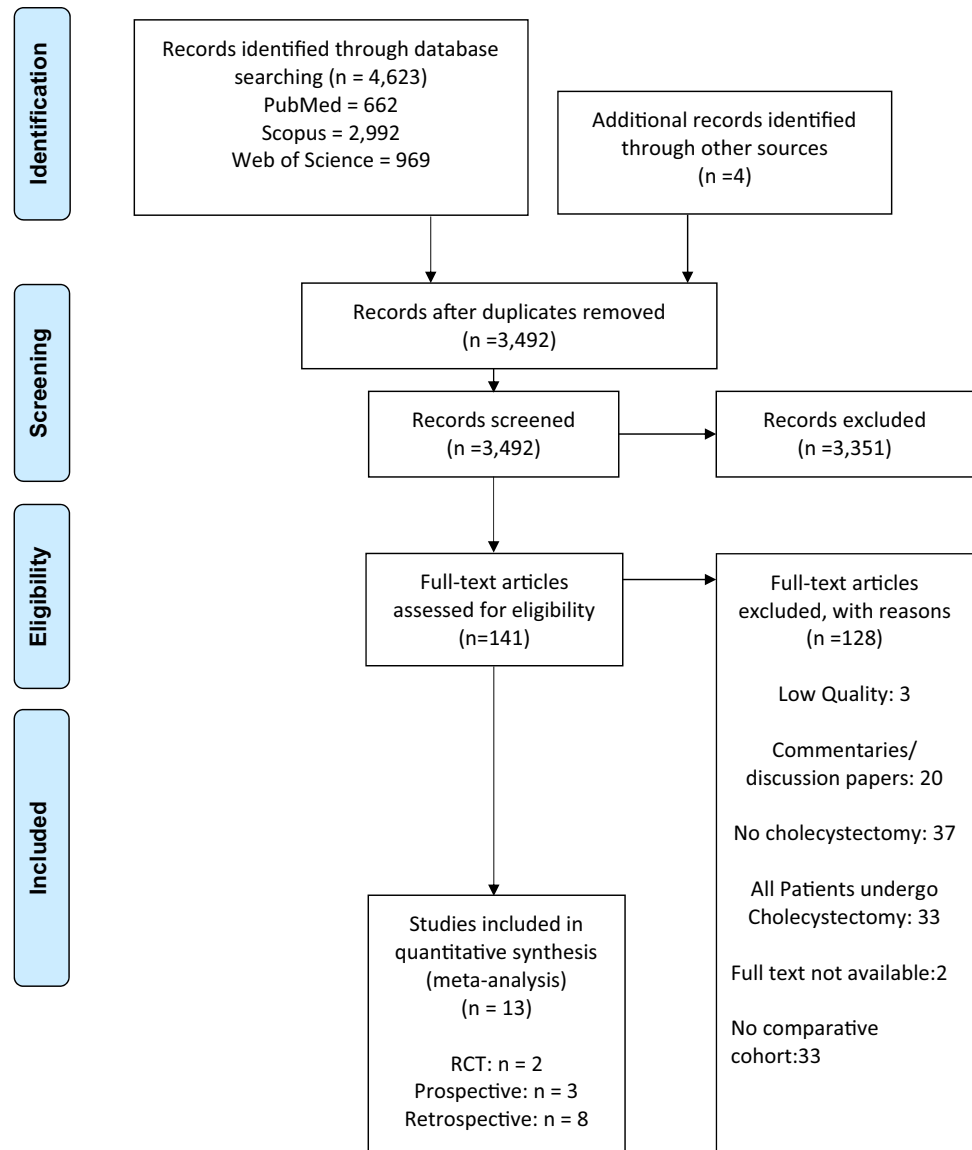 Identification
Records identified through database
searching (n = 4,623)
PubMed = 662
Scopus = 2,992
Web of Science = 969
Additional records identified
through other sources
(n =4)
Screening
Records after duplicates removed
(n =3,492)
Records screened
(n =3,492)
Records excluded
(n =3,351)
Eligibility
Full-text articles
assessed for eligibility
(n=141)
Full-text articles
excluded, with reasons
(n =128)
Low Quality: 3
Commentaries/
discussion papers: 20
No cholecystectomy: 37
All Patients undergo
Cholecystectomy: 33
Full text not available:2
No comparative
cohort:33
Included
Studies included in
quantitative synthesis
(meta-analysis)
(n = 13)
RCT: n = 2
Prospective: n = 3
Retrospective: n = 8